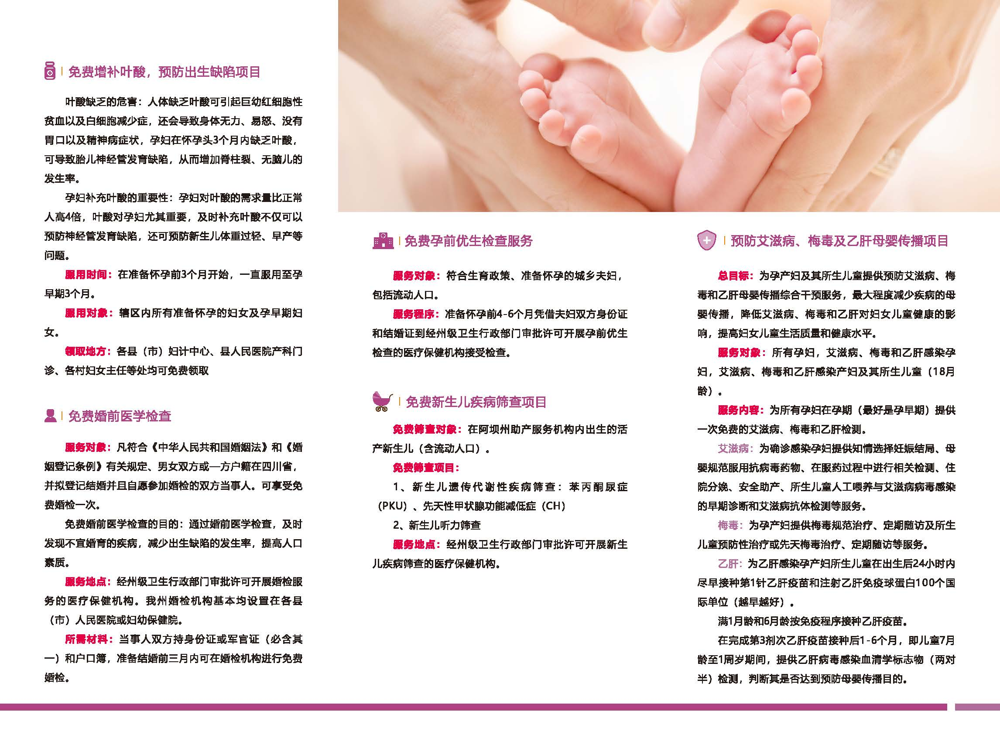 免费增补叶酸，预防出生缺陷项目
叶酸缺乏的危害：人体缺乏叶酸可引起巨幼红细胞性
贫血以及白细胞减少症，还会导致身体无力、易怒、没有
胃口以及精神病症状，孕妇在怀孕头3个月内缺乏叶酸，
可导致胎儿神经管发育缺陷，从而增加脊柱裂、无脑儿的
发生率。
孕妇补充叶酸的重要性：孕妇对叶酸的需求量比正常
人高4倍，叶酸对孕妇尤其重要，及时补充叶酸不仅可以
预防神经管发育缺陷，还可预防新生儿体重过轻、早产等
问题。
服用时间：在准备怀孕前3个月开始，一直服用至孕
早期3个月。
服用对象：辖区内所有准备怀孕的妇女及孕早期妇
女。
领取地方：各县（市）妇计中心、县人民医院产科门
诊、各村妇女主任等处均可免费领取
免费婚前医学检查
服务对象：凡符合《中华人民共和国婚姻法》和《婚
姻登记条例》有关规定、男女双方或—方户籍在四川省，
并拟登记结婚并且自愿参加婚检的双方当事人。可享受免
费婚检一次。
免费婚前医学检查的目的：通过婚前医学检查，及时
发现不宜婚育的疾病，减少出生缺陷的发生率，提高人口
素质。
服务地点：经州级卫生行政部门审批许可开展婚检服
务的医疗保健机构。我州婚检机构基本均设置在各县
（市）人民医院或妇幼保健院。
所需材料：当事人双方持身份证或军官证（必含其
一）和户口簿，准备结婚前三月内可在婚检机构进行免费
婚检。
免费孕前优生检查服务
服务对象：符合生育政策、准备怀孕的城乡夫妇，
包括流动人口。
服务程序：准备怀孕前4-6个月凭借夫妇双方身份证
和结婚证到经州级卫生行政部门审批许可开展孕前优生
检查的医疗保健机构接受检查。
免费新生儿疾病筛查项目
免费筛查对象：在阿坝州助产服务机构内出生的活
产新生儿（含流动人口）。
免费筛查项目：
1、新生儿遗传代谢性疾病筛查：苯丙酮尿症
（PKU）、先天性甲状腺功能减低症（CH）
2、新生儿听力筛查
服务地点：经州级卫生行政部门审批许可开展新生
儿疾病筛查的医疗保健机构。
预防艾滋病、梅毒及乙肝母婴传播项目
总目标：为孕产妇及其所生儿童提供预防艾滋病、梅
毒和乙肝母婴传播综合干预服务，最大程度减少疾病的母
婴传播，降低艾滋病、梅毒和乙肝对妇女儿童健康的影
响，提高妇女儿童生活质量和健康水平。
服务对象：所有孕妇，艾滋病、梅毒和乙肝感染孕
妇，艾滋病、梅毒和乙肝感染产妇及其所生儿童（18月
龄）。
服务内容：为所有孕妇在孕期（最好是孕早期）提供
一次免费的艾滋病、梅毒和乙肝检测。
艾滋病：为确诊感染孕妇提供知情选择妊娠结局、母
婴规范服用抗病毒药物、在服药过程中进行相关检测、住
院分娩、安全助产、所生儿童人工喂养与艾滋病病毒感染
的早期诊断和艾滋病抗体检测等服务。
梅毒：为孕产妇提供梅毒规范治疗、定期随访及所生
儿童预防性治疗或先天梅毒治疗、定期随访等服务。
乙肝：为乙肝感染孕产妇所生儿童在出生后24小时内
尽早接种第1针乙肝疫苗和注射乙肝免疫球蛋白100个国
际单位（越早越好）。
满1月龄和6月龄按免疫程序接种乙肝疫苗。
在完成第3剂次乙肝疫苗接种后1-6个月，即儿童7月
龄至1周岁期间，提供乙肝病毒感染血清学标志物（两对
半）检测，判断其是否达到预防母婴传播目的。